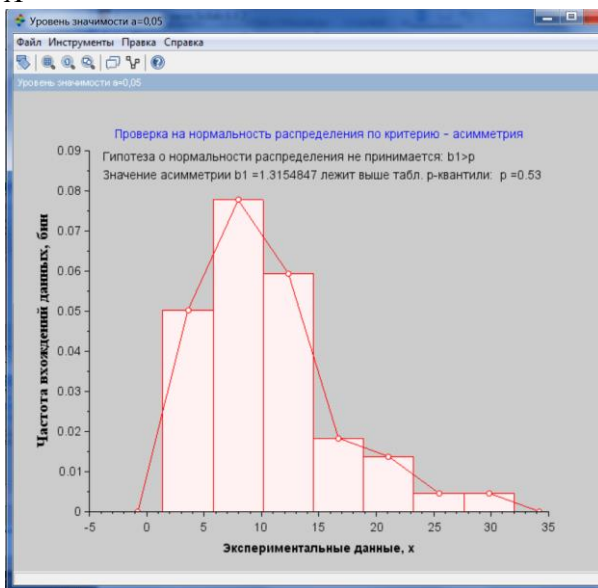 Уровень значимости a=0,05
Файл Инструменты Правка Справка
Уровень значимости a=0,05
Проверка на нормальность распределения по критерию - асимметрия
Гипотеза о нормальности распределения не принимается: b1>p
Значение асимметрии b1 =1.3154847 лежит выше табл. p-квантили: p =0.53
Частота вхождений данных, бин
0.09
0.08
0.07
0.06
0.05
0.04
0.03
0.02
0.01
0
-5 0 5 10 15 20 25 30 35
Экспериментальные данные, x